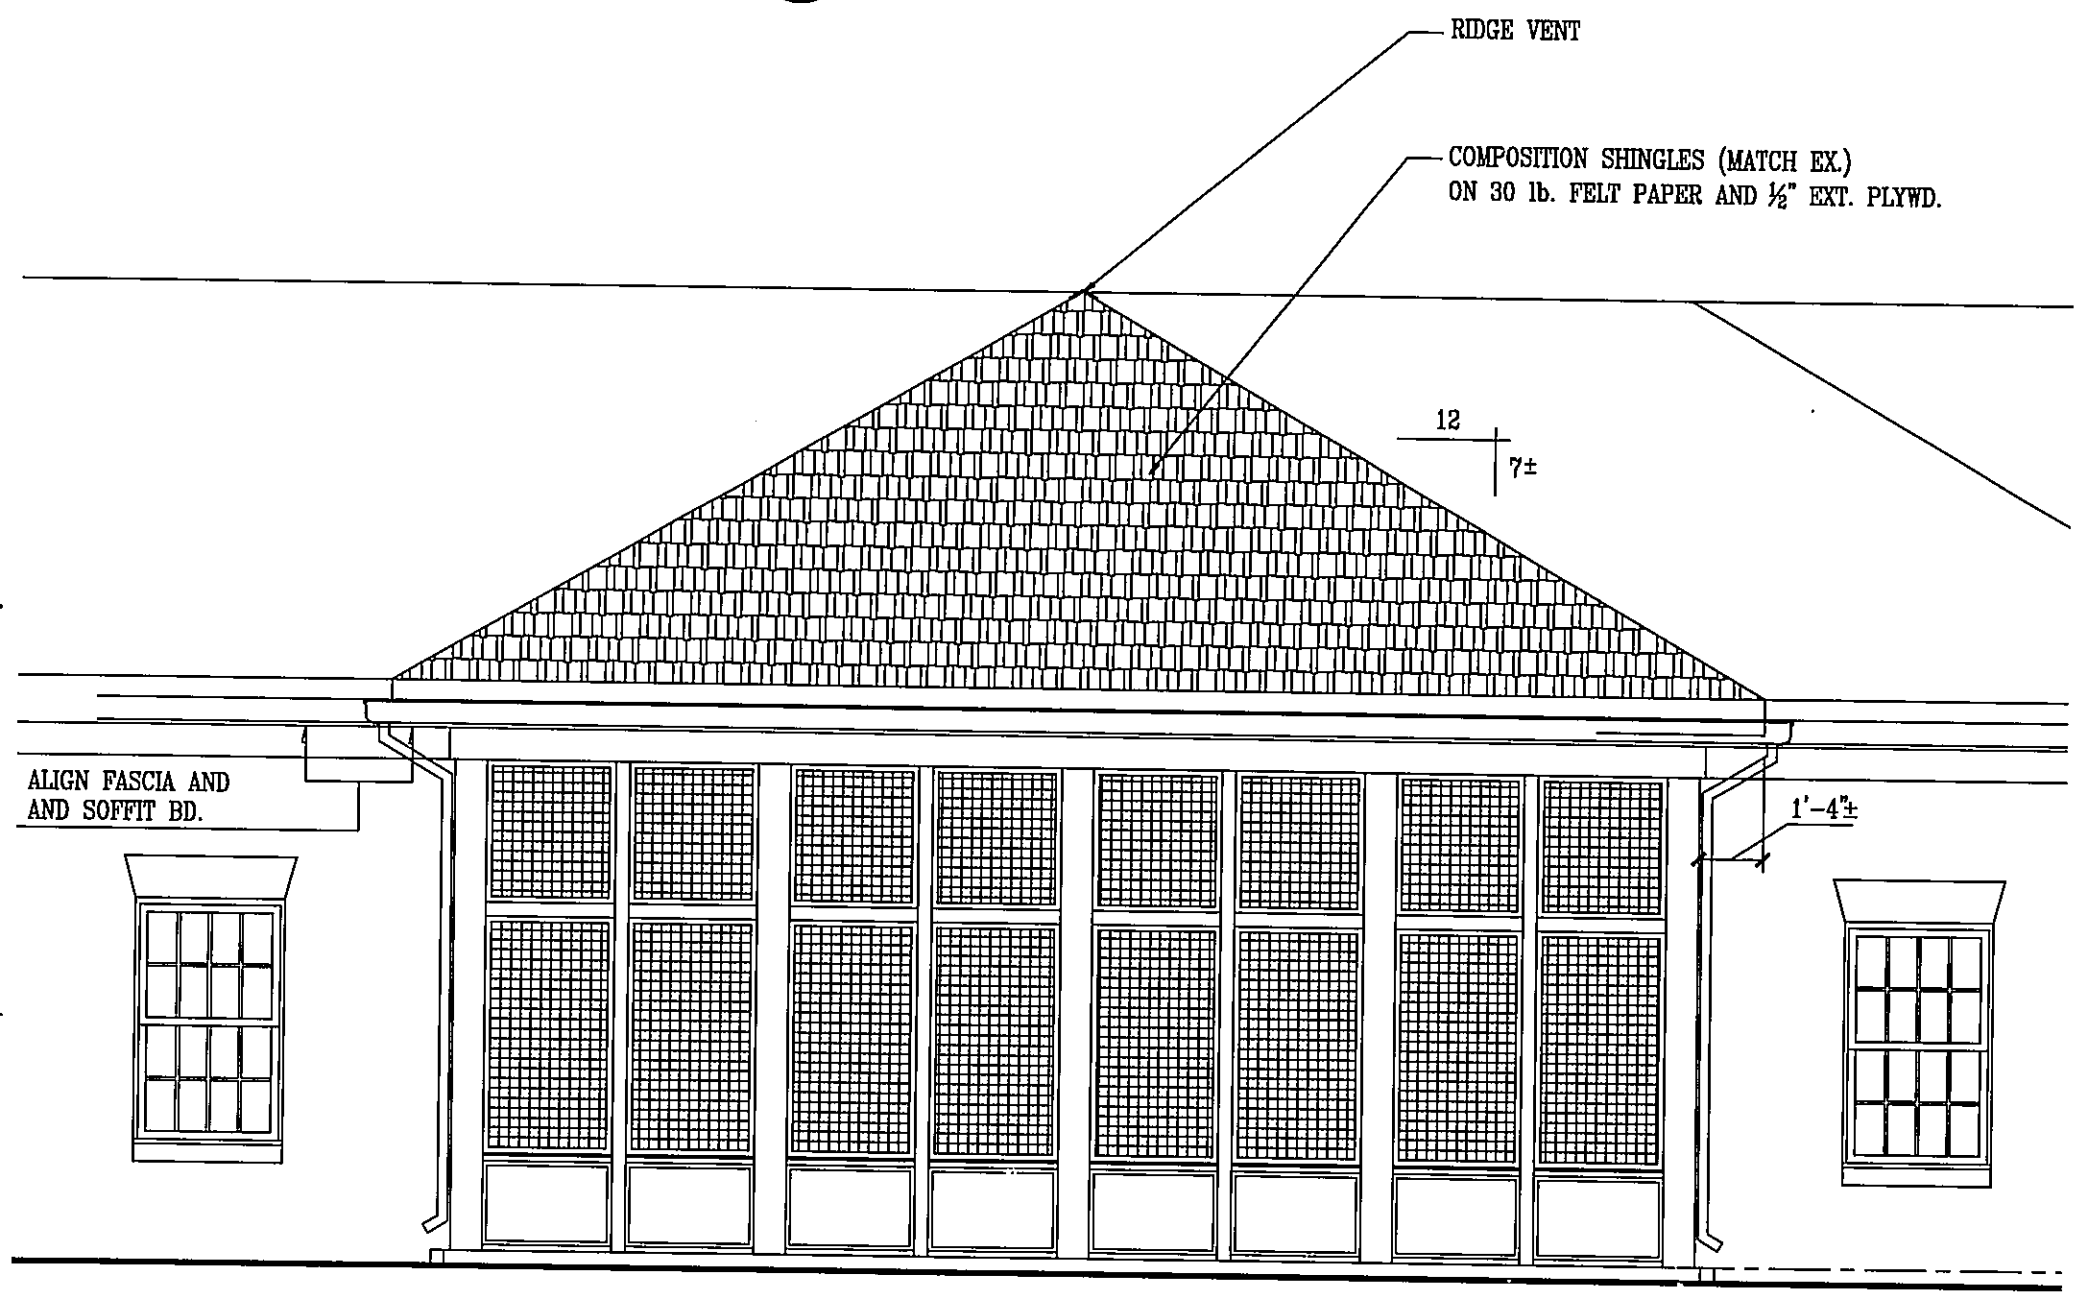 RIDGE VENT
COMPOSITION SHINGLES (MATCH EX.)
ON 30 lb. FELT PAPER AND ½" EXT. PLYWD.
12
7±
ALIGN FASCIA AND
AND SOFFIT BD.
1'-4"±